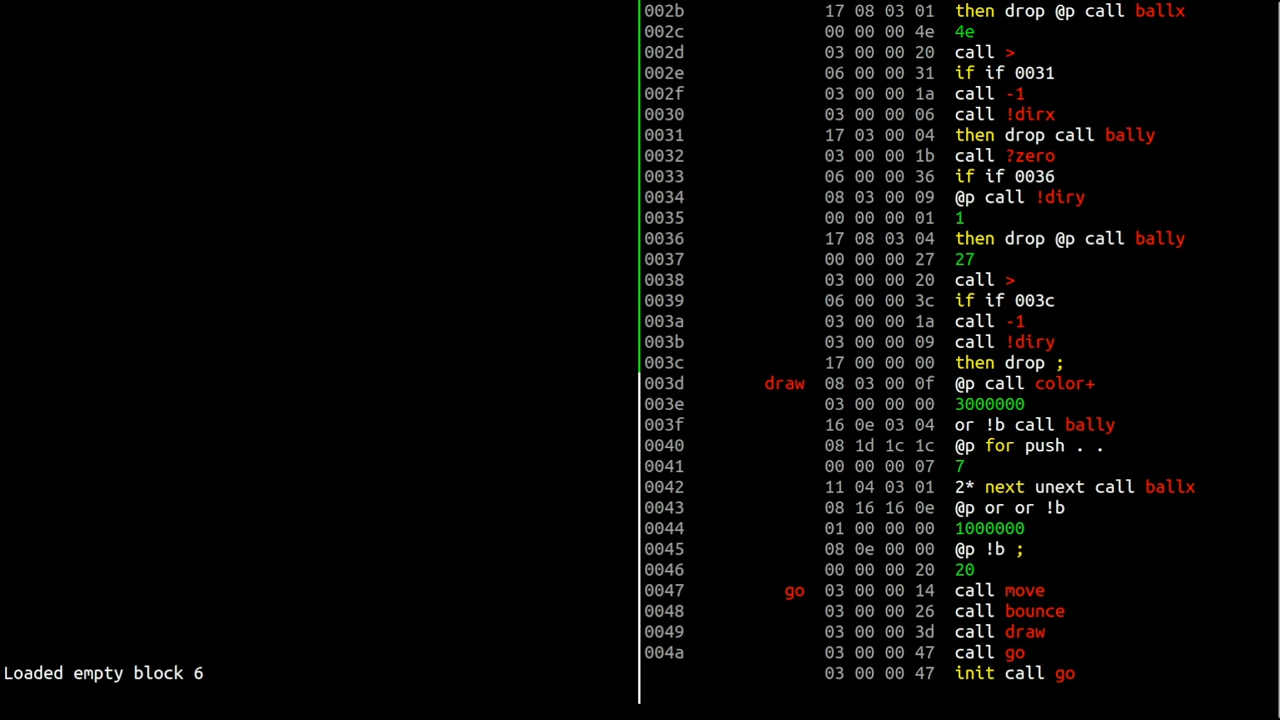 002b 17 08 03 01 then drop @p call ballx
002c 00 00 00 4e 4e
002d 03 00 00 20 call >
002e 06 00 00 31 if if 0031
002f 03 00 00 1a call -1
0030 03 00 00 06 call !dirx
0031 17 03 00 04 then drop call bally
0032 03 00 00 1b call ?zero
0033 06 00 00 36 if if 0036
0034 08 03 00 09 @p call !diry
0035 00 00 00 01 1
0036 17 08 03 04 then drop @p call bally
0037 00 00 00 27 27
0038 03 00 00 20 call >
0039 06 00 00 3c if if 003c
003a 03 00 00 1a call -1
003b 03 00 00 09 call !diry
003c 17 00 00 00 then drop ;
003d draw 08 03 00 0f @p call color+
003e 03 00 00 00 3000000
003f 16 0e 03 04 or !b call bally
0040 08 1d 1c 1c @p for push . .
0041 00 00 00 07 7
0042 11 04 03 01 2* next unext call ballx
0043 08 16 16 0e @p or or !b
0044 01 00 00 00 1000000
0045 08 0e 00 00 @p !b ;
0046 00 00 00 20 20
0047 go 03 00 00 14 call move
0048 03 00 00 26 call bounce
0049 03 00 00 3d call draw
004a 03 00 00 47 call go
Loaded empty block 6 03 00 00 47 init call go